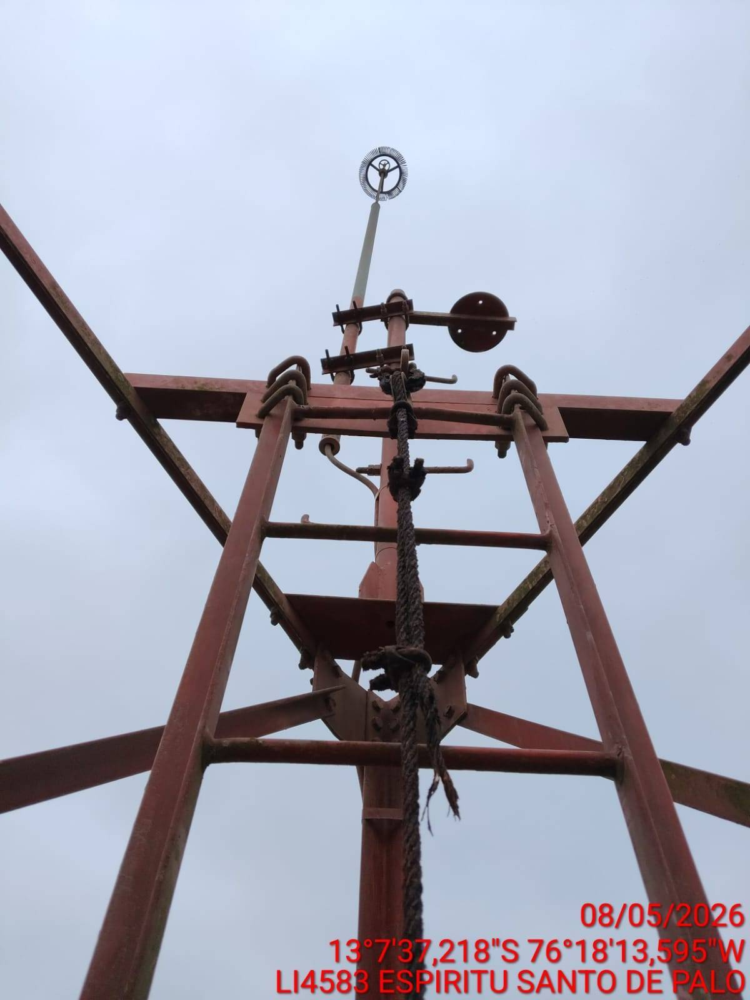 08/05/2026
13°7'37,218"S 76°18'13,595"W
LI4583 ESPIRITU SANTO DE PALO